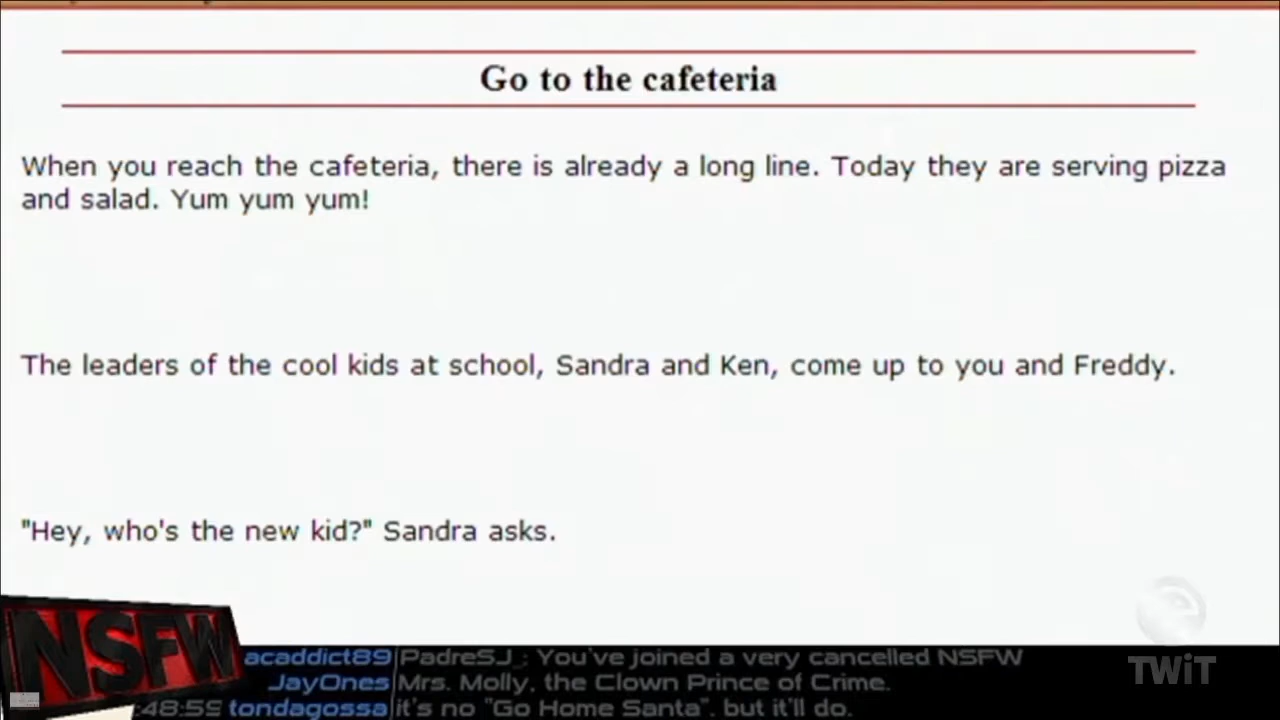 Go to the cafeteria
When you reach the cafeteria, there is already a long line. Today they are serving pizza
and salad. Yum yum yum!
The leaders of the cool kids at school, Sandra and Ken, come up to you and Freddy.
"Hey, who's the new kid?" Sandra asks.
NSFW
acaddict89 PadreSJ_: You've joined a very cancelled NSFW
JayOnes Mrs. Molly, the Clown Prince of Crime.
:48:59 tondagossa it's no "Go Home Santa". but it'll do.
TWiT